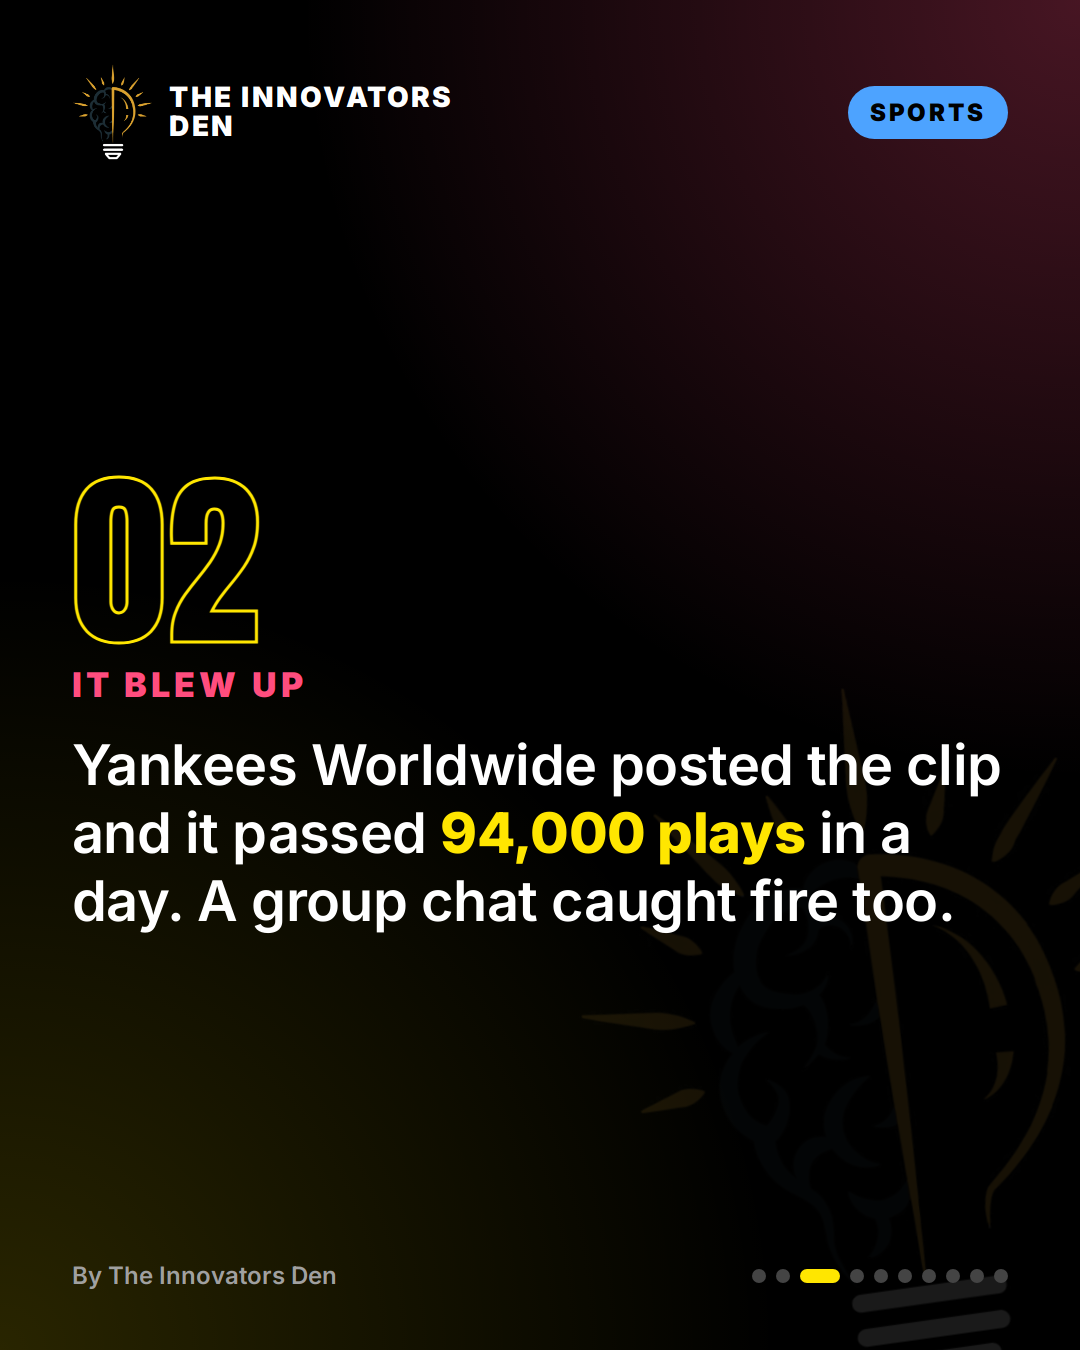 THE INNOVATORS
DEN
SPORTS
02
IT BLEW UP
Yankees Worldwide posted the clip
and it passed 94,000 plays in a
day. A group chat caught fire too.
By The Innovators Den